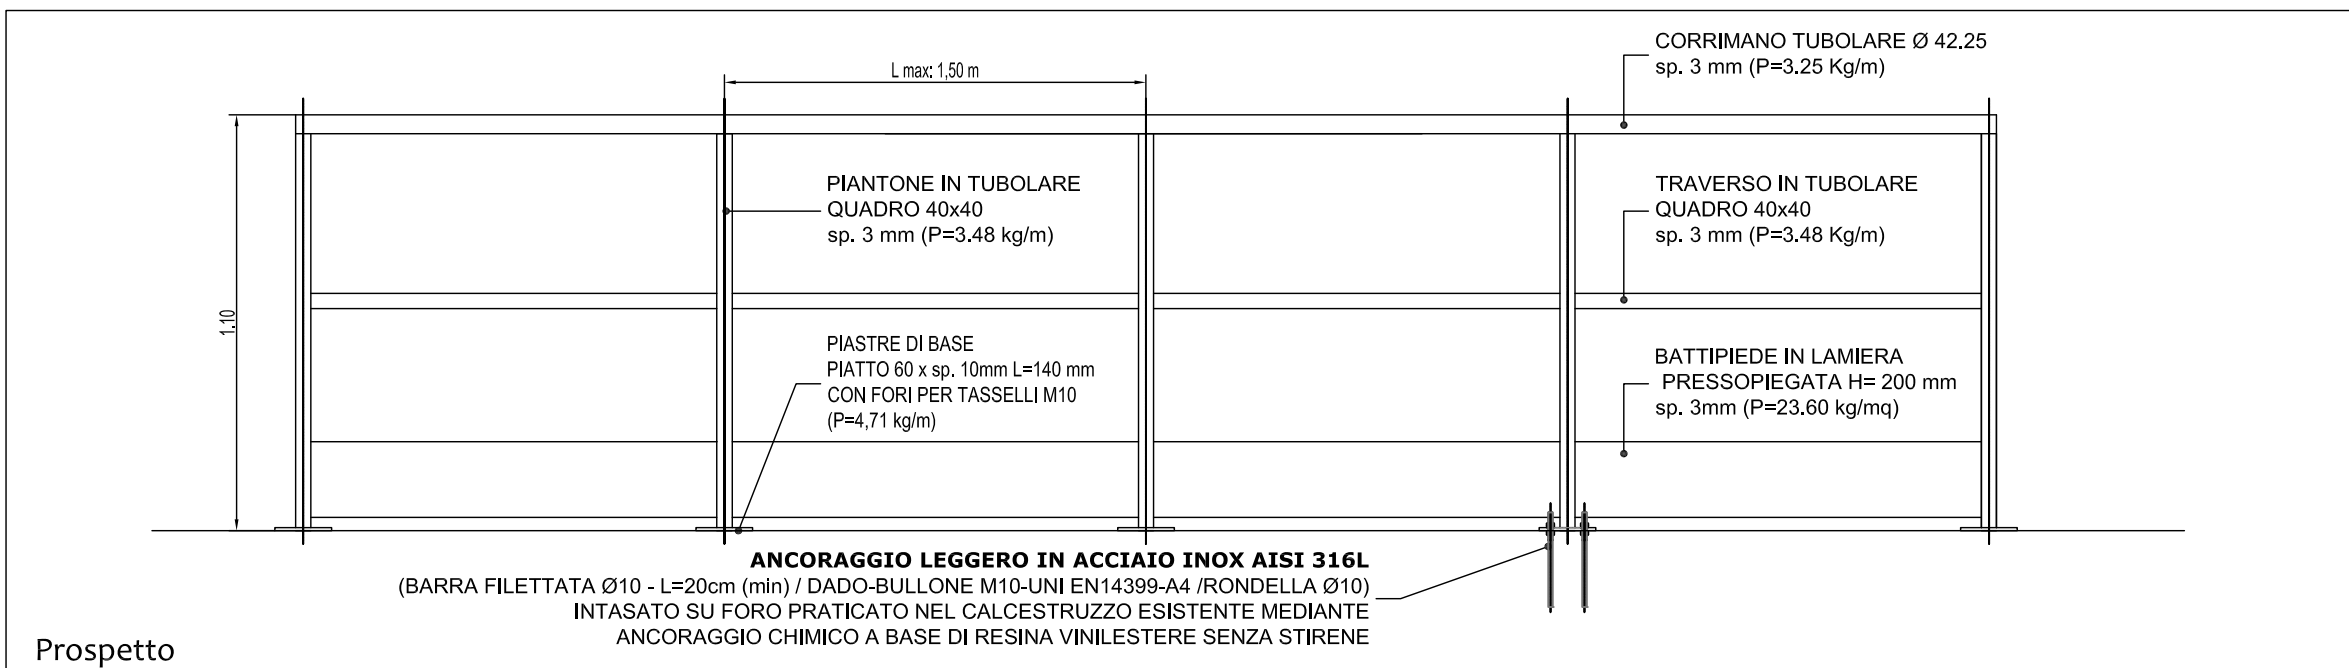 CORRIMANO TUBOLARE Ø 42.25
sp. 3 mm (P=3.25 Kg/m)
L max: 1,50 m
PIANTONE IN TUBOLARE
QUADRO 40x40
sp. 3 mm (P=3.48 kg/m)
TRAVERSO IN TUBOLARE
QUADRO 40x40
sp. 3 mm (P=3.48 Kg/m)
1.10
PIASTRE DI BASE
PIATTO 60 x sp. 10mm L=140 mm
CON FORI PER TASSELLI M10
(P=4,71 kg/m)
BATTIPIEDE IN LAMIERA
PRESSOPIEGATA H= 200 mm
sp. 3mm (P=23.60 kg/mq)
ANCORAGGIO LEGGERO IN ACCIAIO INOX AISI 316L
(BARRA FILETTATA Ø10 - L=20cm (min) / DADO-BULLONE M10-UNI EN14399-A4 /RONDELLA Ø10)
INTASATO SU FORO PRATICATO NEL CALCESTRUZZO ESISTENTE MEDIANTE
ANCORAGGIO CHIMICO A BASE DI RESINA VINILESTERE SENZA STIRENE
Prospetto